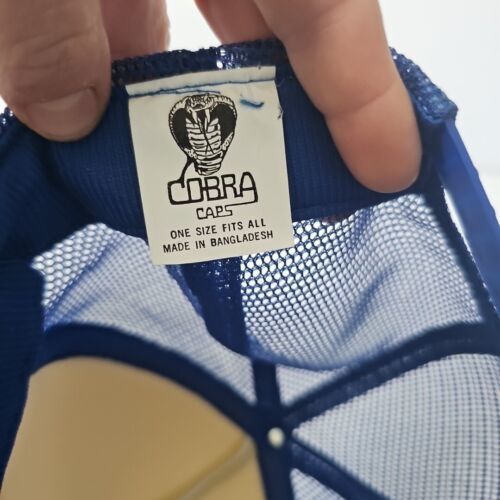 COBRA
CAPS
ONE SIZE FITS ALL
MADE IN BANGLADESH